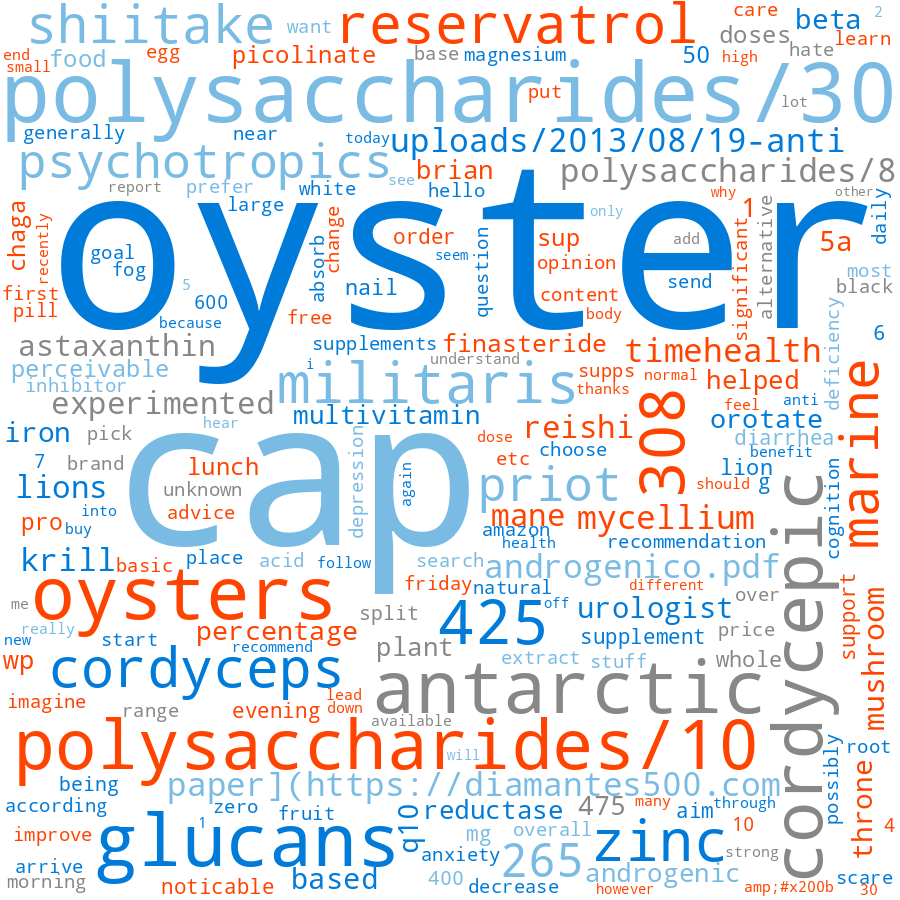 shiitake
want
reservatrol
care
beta
2
end
small
food
egg
picolinate
base
magnesium
50
doses
hate
high
learn
polysaccharides/30
put
lot
generally
near
today
uploads/2013/08/19-anti
psychotropics
brian
polysaccharides/8
report
prefer
white
see
hello
why
other
chaga
recently
large
oyster
only
1
daily
goal
fog
absorb
change
order
seem
question
sup
add
significant
alternative
5a
first
pill
5
600
nail
opinion
send
most
black
because
free
content
body
6
astaxanthin
supplements
finasteride
timehealth
deficiency
perceivable
inhibitor
i
understand
militaris
supps
normal
thanks
helped
marine
experimented
multivitamin
308
feel
anti
iron
pick
hear
dose
reishi
orotate
7
brand
lunch
depression
etc
choose
diarrhea
benefit
lions
unknown
cap
again
priot
should
lion
g
cognition
pro
into
buy
advice
mane
mycellium
cordycepic
amazon
health
recommendation
krill
basic
place
acid
follow
search
androgenico.pdf
friday
natural
different
over
support
mushroom
me
oysters
split
425
off
urologist
new
really
start
percentage
recommend
plant
supplement
price
wp
cordyceps
extract
stuff
whole
imagine
range
evening
lead
down
antarctic
available
polysaccharides/10
will
possibly
root
throne
being
paper](https://diamantes500.com
according
zero
fruit
q10
reductase
475
many
aim
through
improve
1
glucans
mg
overall
zinc
10
4
arrive
morning
anxiety
265
strong
noticable
based
400
decrease
androgenic
however
amp;#x200b
scare
30